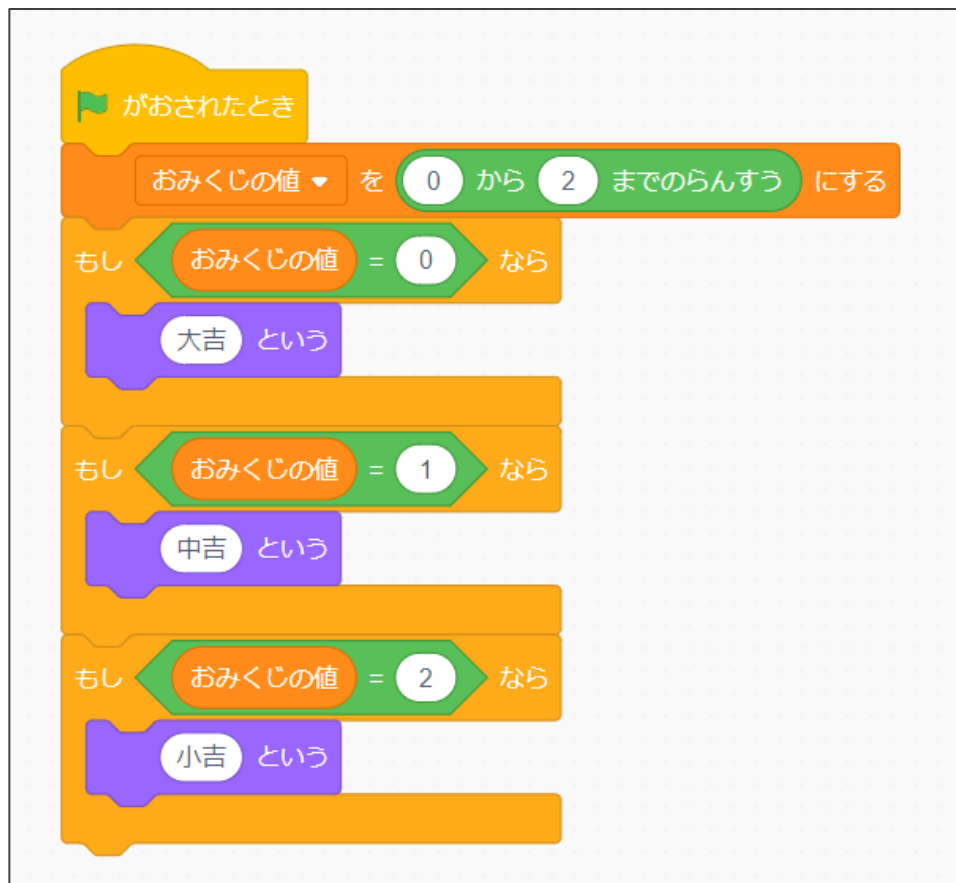 がおされたとき
おみくじの値 を 0 から 2 までのらんすう にする
もし おみくじの値 = 0 なら
大吉 という
もし おみくじの値 = 1 なら
中吉 という
もし おみくじの値 = 2 なら
小吉 という